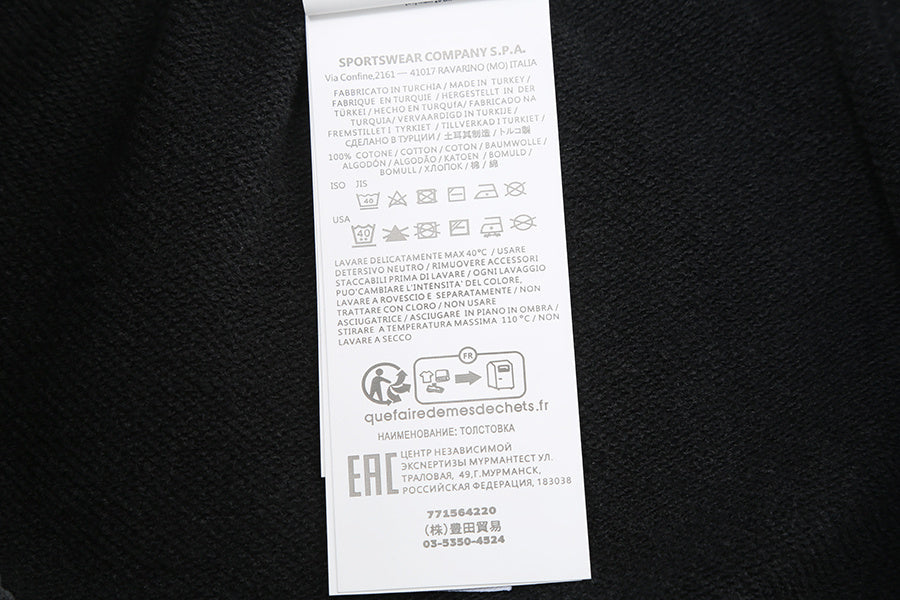 SPORTSWEAR COMPANY S.P.A.
Via Confine,2161 — 41017 RAVARINO (MO) ITALIA
FABBRICATO IN TURCHIA / MADE IN TURKEY /
FABRIQUE EN TURQUIE / HERGESTELLT IN DER
TÜRKEI / HECHO EN TURQUÍA / FABRICADO NA
TURQUIA/ VERVAARDIGD IN TURKIJE /
FREMSTILLET I TYRKIET / TILLVERKAD I TURKIET /
СДЕЛАНО В ТУРЦИИ / 土耳其制造 / トルコ製
100% COTONE / COTTON / COTON / BAUMWOLLE /
ALGODÓN / ALGODÃO / KATOEN / BOMULD /
BOMULL / ХЛОПОК / 棉 / 綿
ISO JIS
40
USA
40
LAVARE DELICATAMENTE MAX 40°C / USARE
DETERSIVO NEUTRO / RIMUOVERE ACCESSORI
STACCABILI PRIMA DI LAVARE / OGNI LAVAGGIO
PUO'CAMBIARE L'INTENSITA' DEL COLORE,
LAVARE A ROVESCIO E SEPARATAMENTE / NON
TRATTARE CON CLORO / NON USARE
ASCIUGATRICE / ASCIUGARE IN PIANO IN OMBRA /
STIRARE A TEMPERATURA MASSIMA 110°C / NON
LAVARE A SECCO
FR
quefairedemesdechets.fr
НАИМЕНОВАНИЕ: ТОЛСТОВКА
EAC
ЦЕНТР НЕЗАВИСИМОЙ
ЭКСПЕРТИЗЫ МУРМАНТЕСТ УЛ.
ТРАЛОВАЯ, 49,Г.МУРМАНСК,
РОССИЙСКАЯ ФЕДЕРАЦИЯ, 183038
771564220
(株)豊田貿易
03-5350-4524